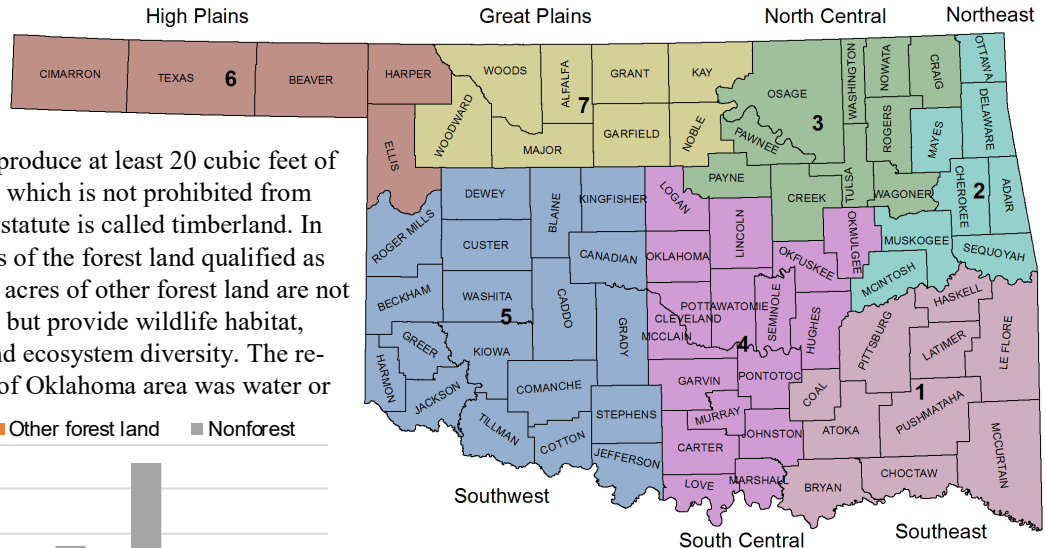 High Plains
Great Plains
North Central
Northeast
CIMARRON
TEXAS
6
BEAVER
HARPER
ELLIS
WOODS
WOODWARD
ALFALFA
7
GRANT
KAY
MAJOR
GARFIELD
NOBLE
OSAGE
3
PAWNEE
PAYNE
WASHINGTON
NOWATA
CRAIG
ROGERS
TULSA
CREEK
WAGONER
OTTAWA
DELAWARE
MAYES
CHEROKEE
2
ADAIR
MUSKOGEE
SEQUOYAH
MCINTOSH
produce at least 20 cubic feet of
which is not prohibited from
statute is called timberland. In
s of the forest land qualified as
acres of other forest land are not
but provide wildlife habitat,
nd ecosystem diversity. The re-
of Oklahoma area was water or
Other forest land
Nonforest
DEWEY
BLAINE
KINGFISHER
ROGER MILLS
CUSTER
CANADIAN
BECKHAM
WASHITA
5
CADDO
GRADY
GREER
KIOWA
HARMON
JACKSON
COMANCHE
STEPHENS
TILLMAN
COTTON
JEFFERSON
Southwest
LOGAN
LINCOLN
OKMULGEE
OKLAHOMA
OKFUSKEE
POTTAWATOMIE
SEMINOLE
CLEVELAND
HUGHES
MCCLAIN
4
GARVIN
PONTOTOC
MURRAY
JOHNSTON
CARTER
LOVE
MARSHALL
South Central
HASKELL
PITTSBURG
LATIMER
LE FLORE
COAL
1
PUSHMATAHA
ATOKA
MCCURTAIN
CHOCTAW
BRYAN
Southeast